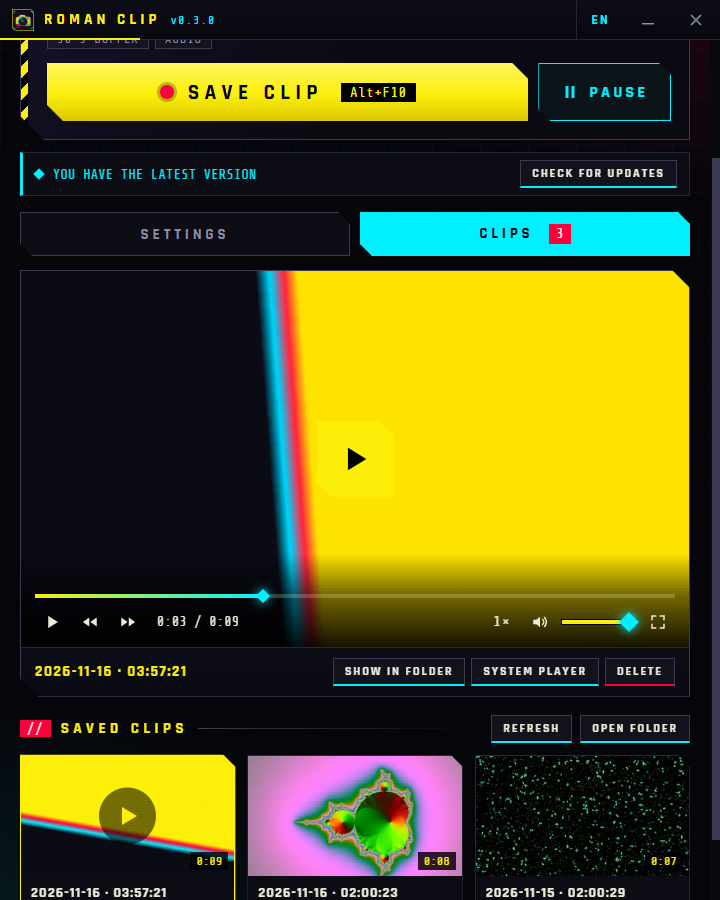 ROMAN CLIP v0.3.0 EN
30 S BUFFER AUDIO
SAVE CLIP Alt+F10 PAUSE
YOU HAVE THE LATEST VERSION CHECK FOR UPDATES
SETTINGS CLIPS 3
0:03 / 0:09 1×
2026-11-16 · 03:57:21 SHOW IN FOLDER SYSTEM PLAYER DELETE
// SAVED CLIPS REFRESH OPEN FOLDER
0:09 0:08 0:07
2026-11-16 · 03:57:21 2026-11-16 · 02:00:23 2026-11-15 · 02:00:29